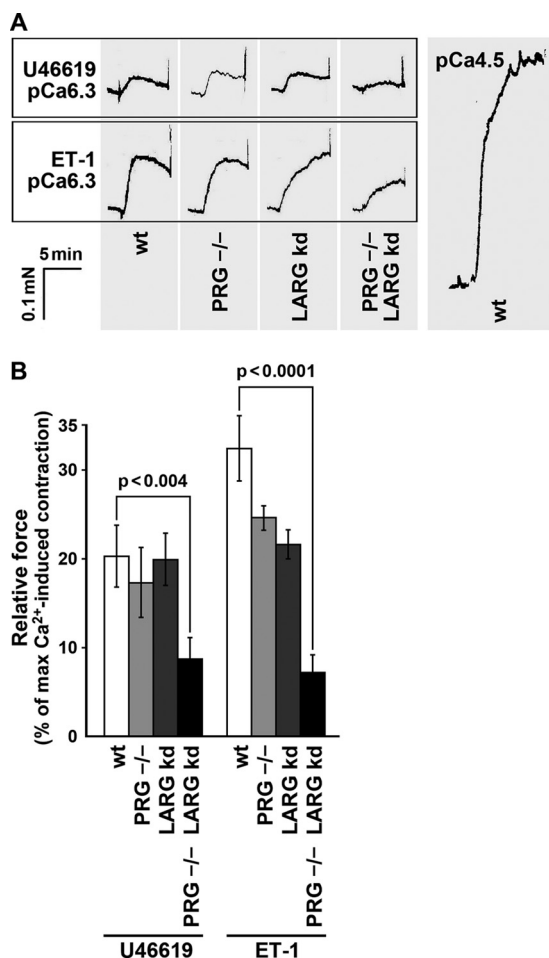 A
U46619
pCa6.3
pCa4.5
ET-1
pCa6.3
5 min
0.1 mN
wt
PRG −/−
LARG kd
PRG −/−
LARG kd
wt
B
p<0.0001
p<0.004
Relative force
(% of max Ca²⁺-induced contraction)
35
30
20
10
0
wt
PRG −/−
LARG kd
PRG −/− LARG kd
wt
PRG −/−
LARG kd
PRG −/− LARG kd
U46619
ET-1